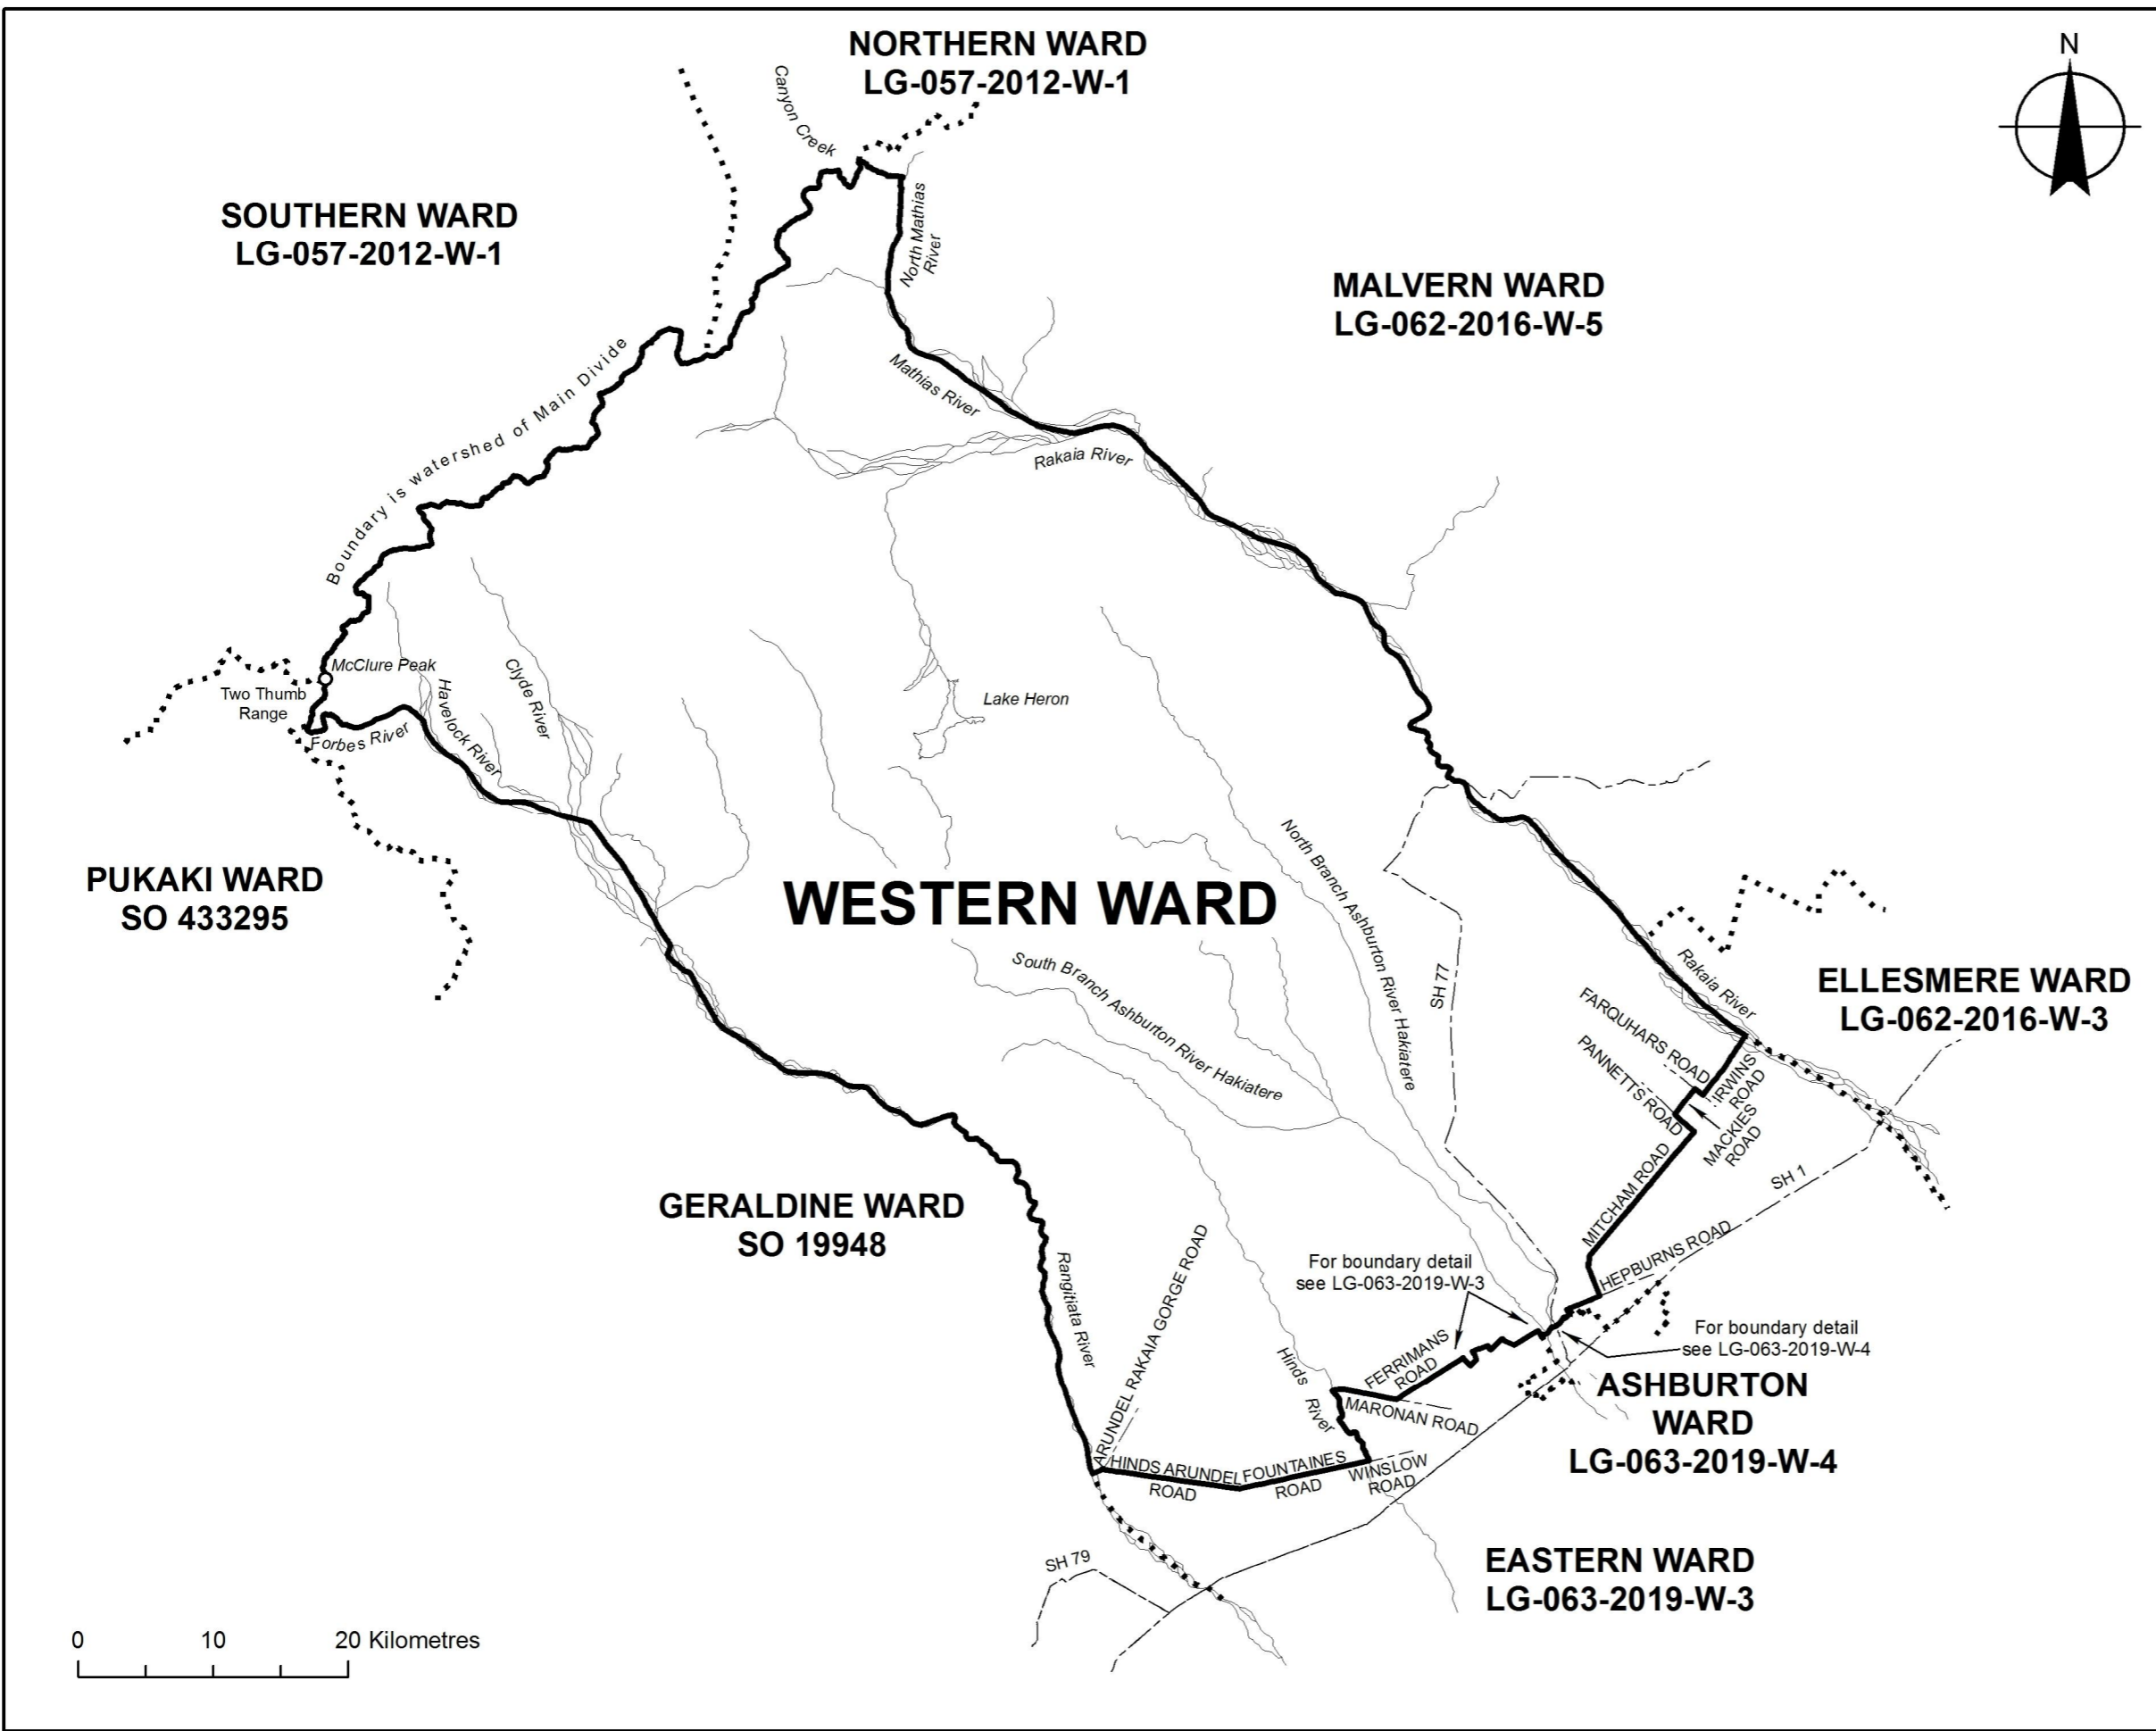 NORTHERN WARD
LG-057-2012-W-1
N
Canyon Creek
SOUTHERN WARD
LG-057-2012-W-1
North Mathias
River
MALVERN WARD
LG-062-2016-W-5
Boundary is watershed of Main Divide
Mathias River
Rakaia River
McClure Peak
Two Thumb
Range
Forbes River
Havelock River
Clyde River
Lake Heron
PUKAKI WARD
SO 433295
WESTERN WARD
North Branch Ashburton River Hakiatere
SH 77
South Branch Ashburton River Hakiatere
Rakaia River
ELLESMERE WARD
LG-062-2016-W-3
FARQUHARS ROAD
PANNETTS ROAD
IRWINS
ROAD
MACKIES
ROAD
MITCHAM ROAD
SH 1
HEPBURNS ROAD
GERALDINE WARD
SO 19948
Rangitiata River
ARUNDEL RAKAIA GORGE ROAD
For boundary detail
see LG-063-2019-W-3
For boundary detail
see LG-063-2019-W-4
Hinds River
FERRIMANS
ROAD
MARONAN ROAD
ASHBURTON
WARD
LG-063-2019-W-4
HINDS ARUNDEL
ROAD
FOUNTAINES
ROAD
WINSLOW
ROAD
SH 79
EASTERN WARD
LG-063-2019-W-3
0 10 20 Kilometres